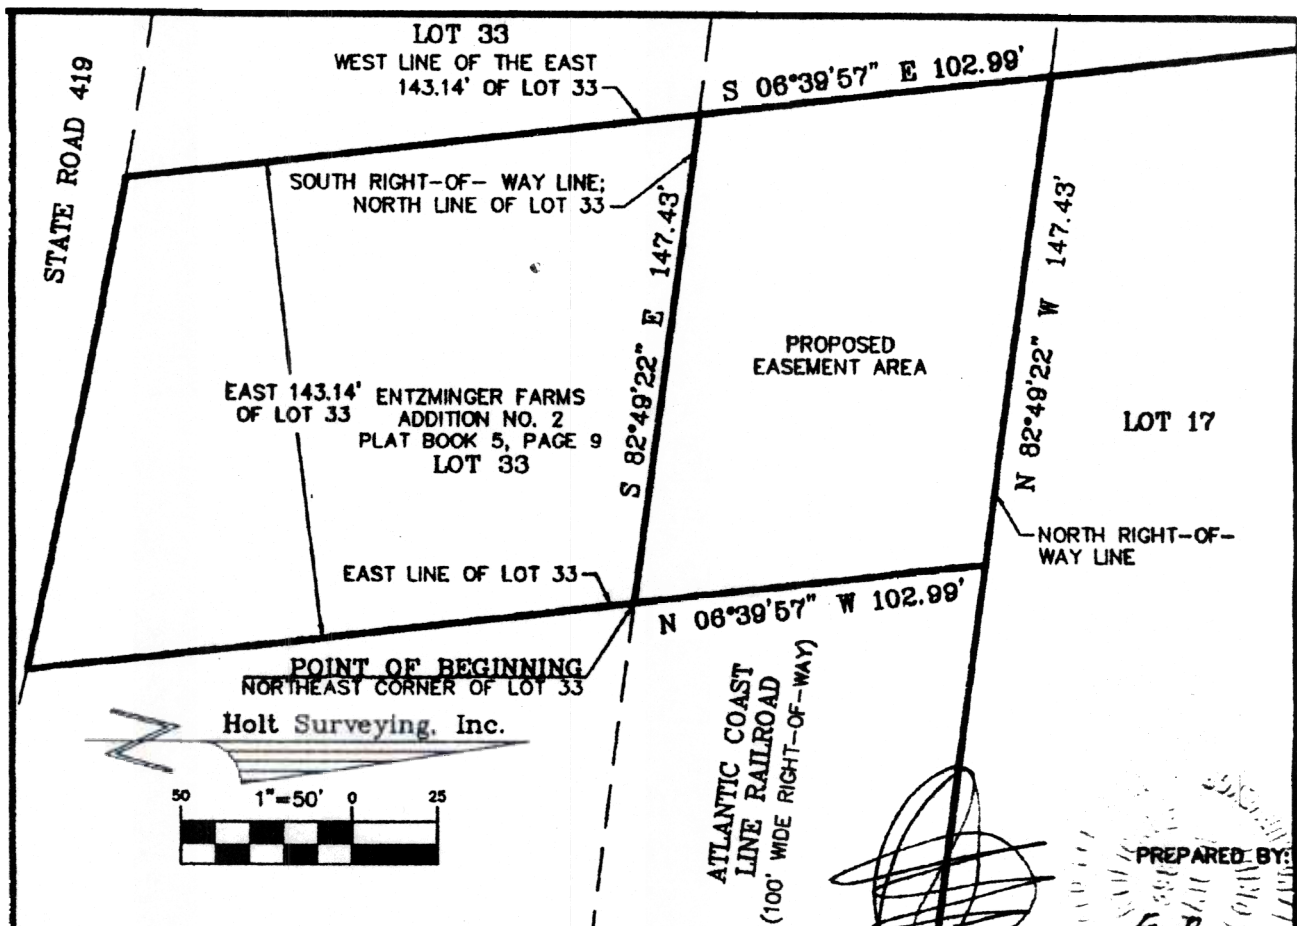 LOT 33
WEST LINE OF THE EAST
143.14' OF LOT 33
S 06°39'57" E 102.99'
STATE ROAD 419
SOUTH RIGHT-OF- WAY LINE;
NORTH LINE OF LOT 33
S 82°49'22" E 147.43'
N 82°49'22" W 147.43'
PROPOSED
EASEMENT AREA
EAST 143.14'
OF LOT 33
ENTZMINGER FARMS
ADDITION NO. 2
PLAT BOOK 5, PAGE 9
LOT 33
LOT 17
NORTH RIGHT-OF-
WAY LINE
EAST LINE OF LOT 33
N 06°39'57" W 102.99'
POINT OF BEGINNING
NORTHEAST CORNER OF LOT 33
Holt Surveying, Inc.
50 1"=50' 0 25
ATLANTIC COAST
LINE RAILROAD
(100' WIDE RIGHT-OF-WAY)
PREPARED BY: